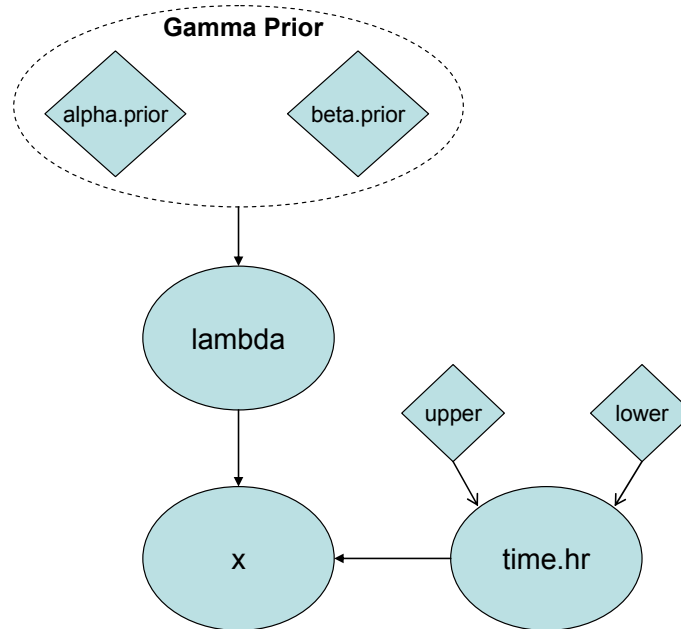 Gamma Prior
alpha.prior
beta.prior
lambda
upper
lower
x
time.hr